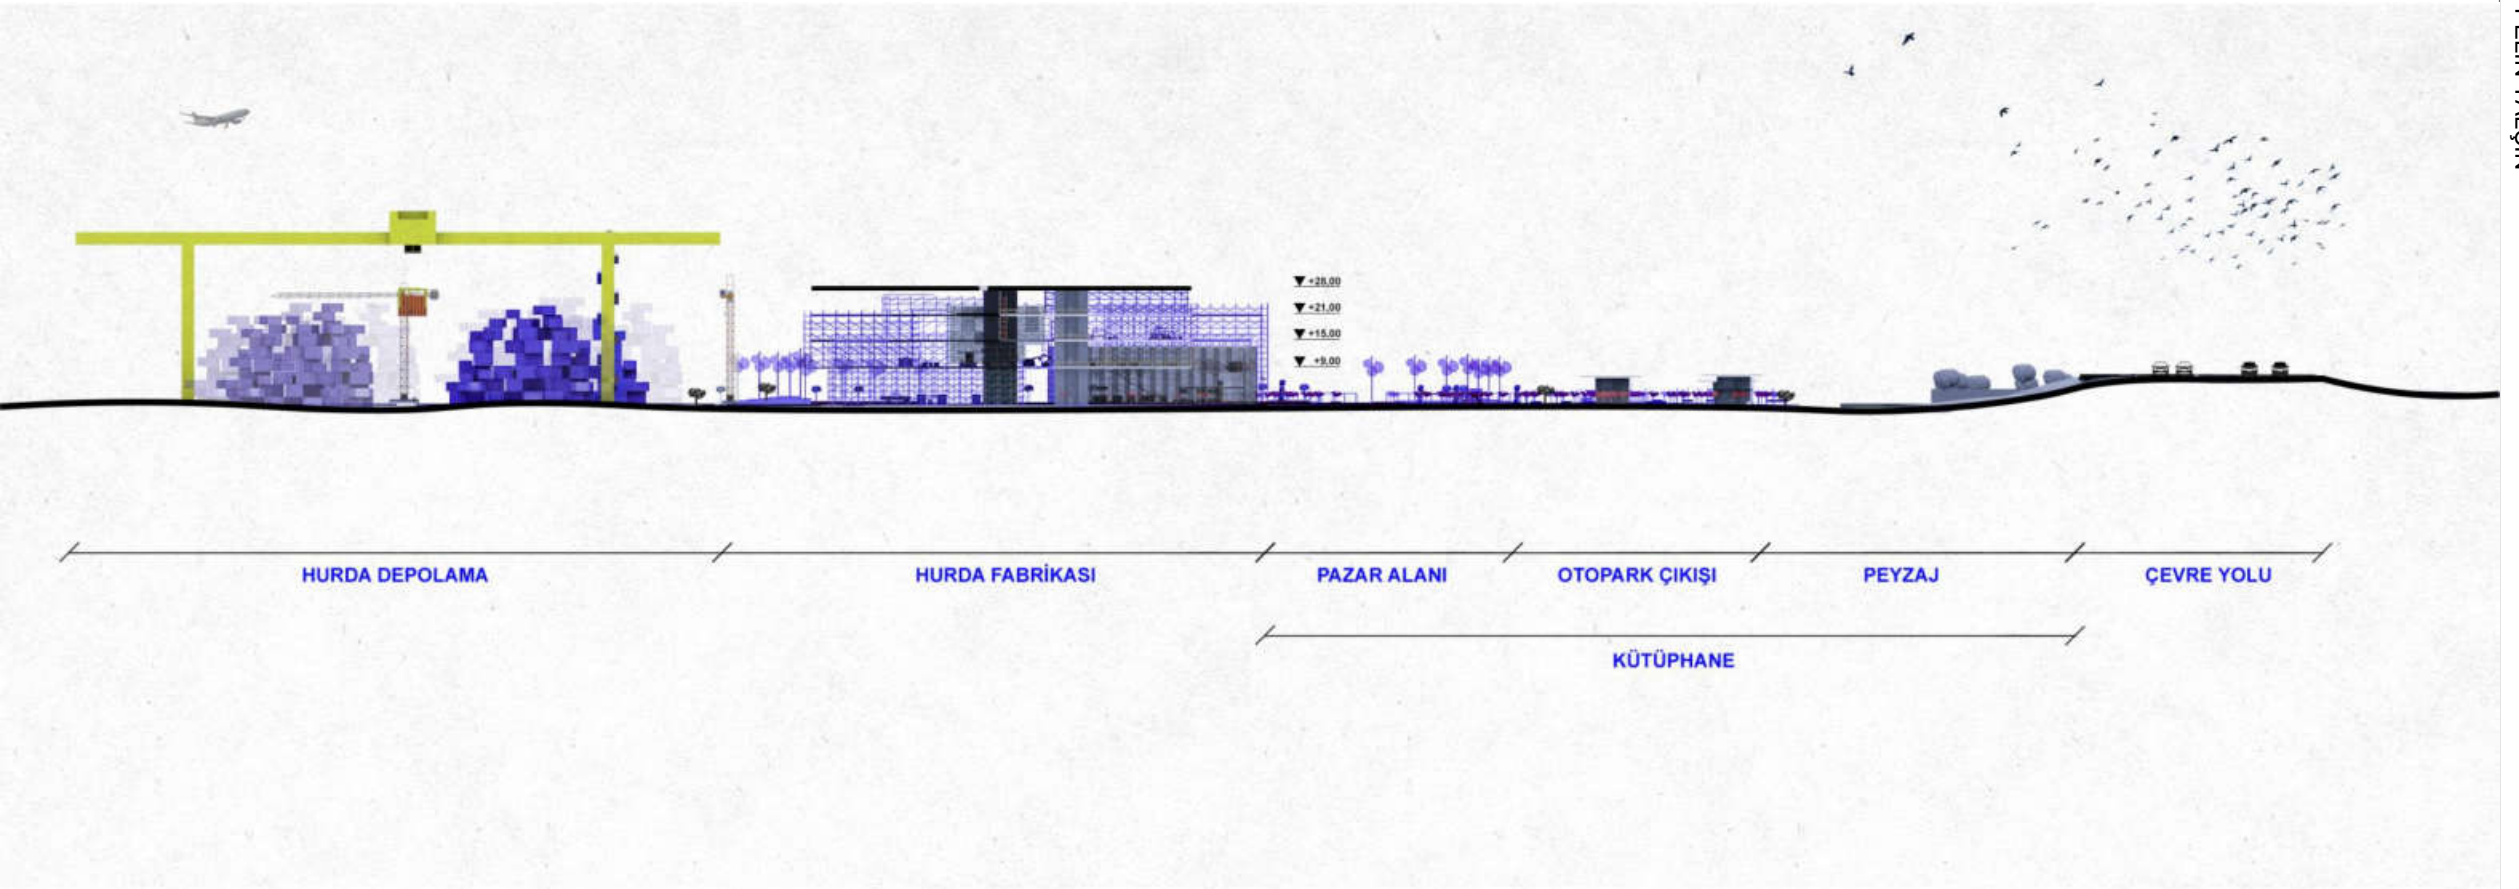 +28.00
+21.00
+15.00
+9.00
HURDA DEPOLAMA
HURDA FABRİKASI
PAZAR ALANI
OTOPARK ÇIKIŞI
PEYZAJ
ÇEVRE YOLU
KÜTÜPHANE